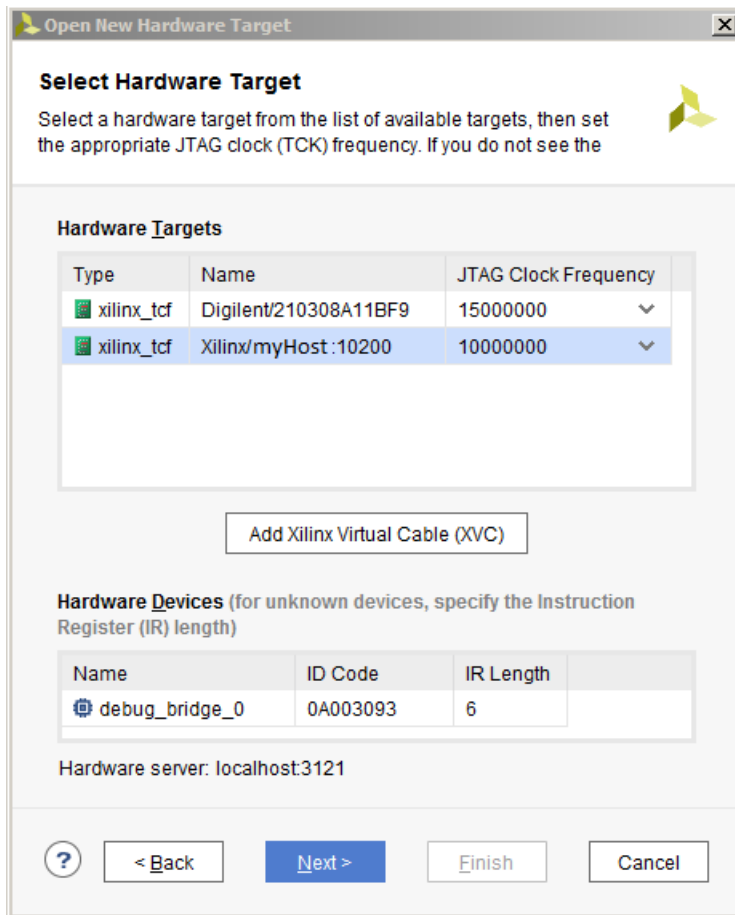 Open New Hardware Target
Select Hardware Target
Select a hardware target from the list of available targets, then set
the appropriate JTAG clock (TCK) frequency. If you do not see the
Hardware Targets
Type Name JTAG Clock Frequency
xilinx_tcf Digilent/210308A11BF9 15000000
xilinx_tcf Xilinx/myHost:10200 10000000
Add Xilinx Virtual Cable (XVC)
Hardware Devices (for unknown devices, specify the Instruction
Register (IR) length)
Name ID Code IR Length
debug_bridge_0 0A003093 6
Hardware server: localhost:3121
? < Back Next > Finish Cancel